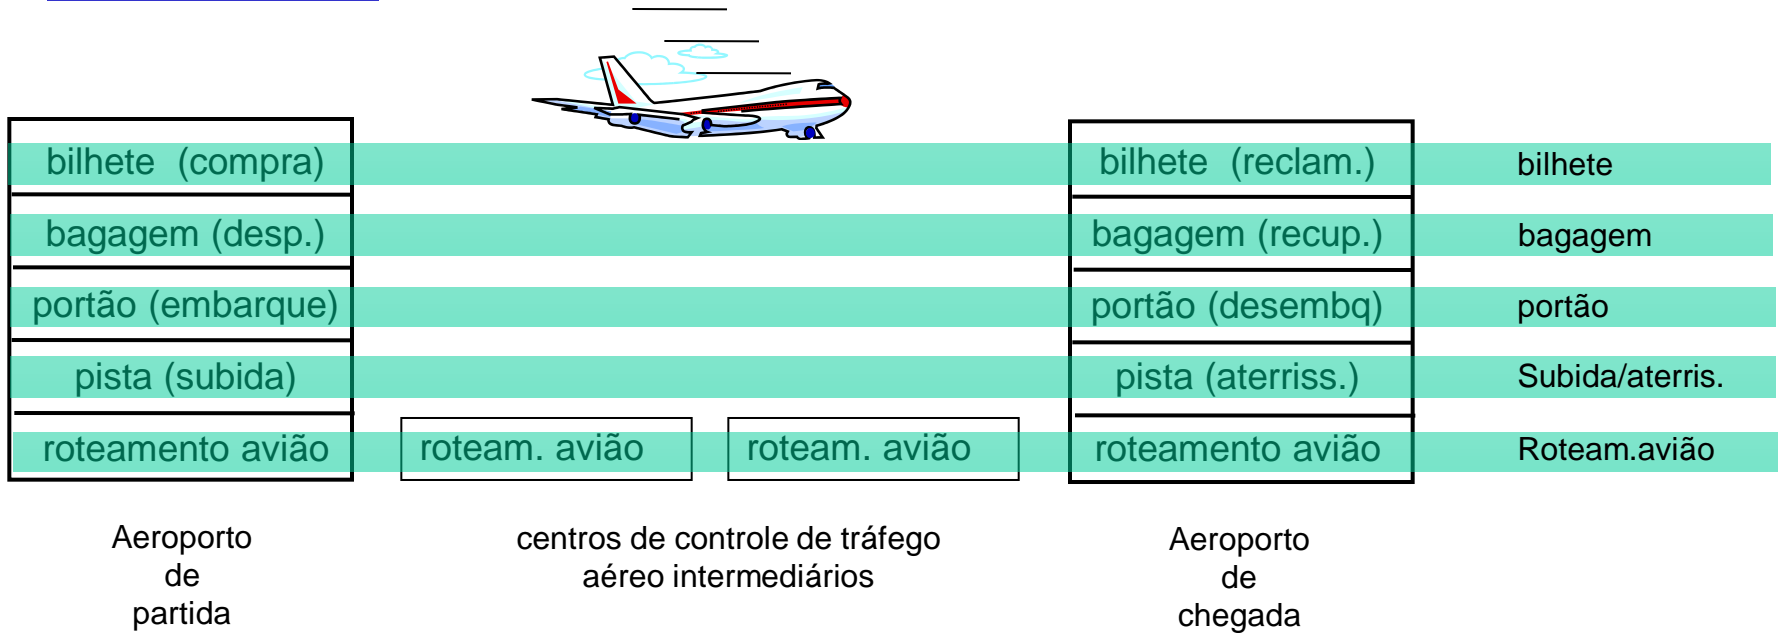 bilhete (compra)
bilhete (reclam.)
bilhete
bagagem (desp.)
bagagem (recup.)
bagagem
portão (embarque)
portão (desembq)
portão
pista (subida)
pista (aterriss.)
Subida/aterris.
roteamento avião
roteam. avião
roteam. avião
roteamento avião
Roteam.avião
Aeroporto
de
partida
centros de controle de tráfego
aéreo intermediários
Aeroporto
de
chegada